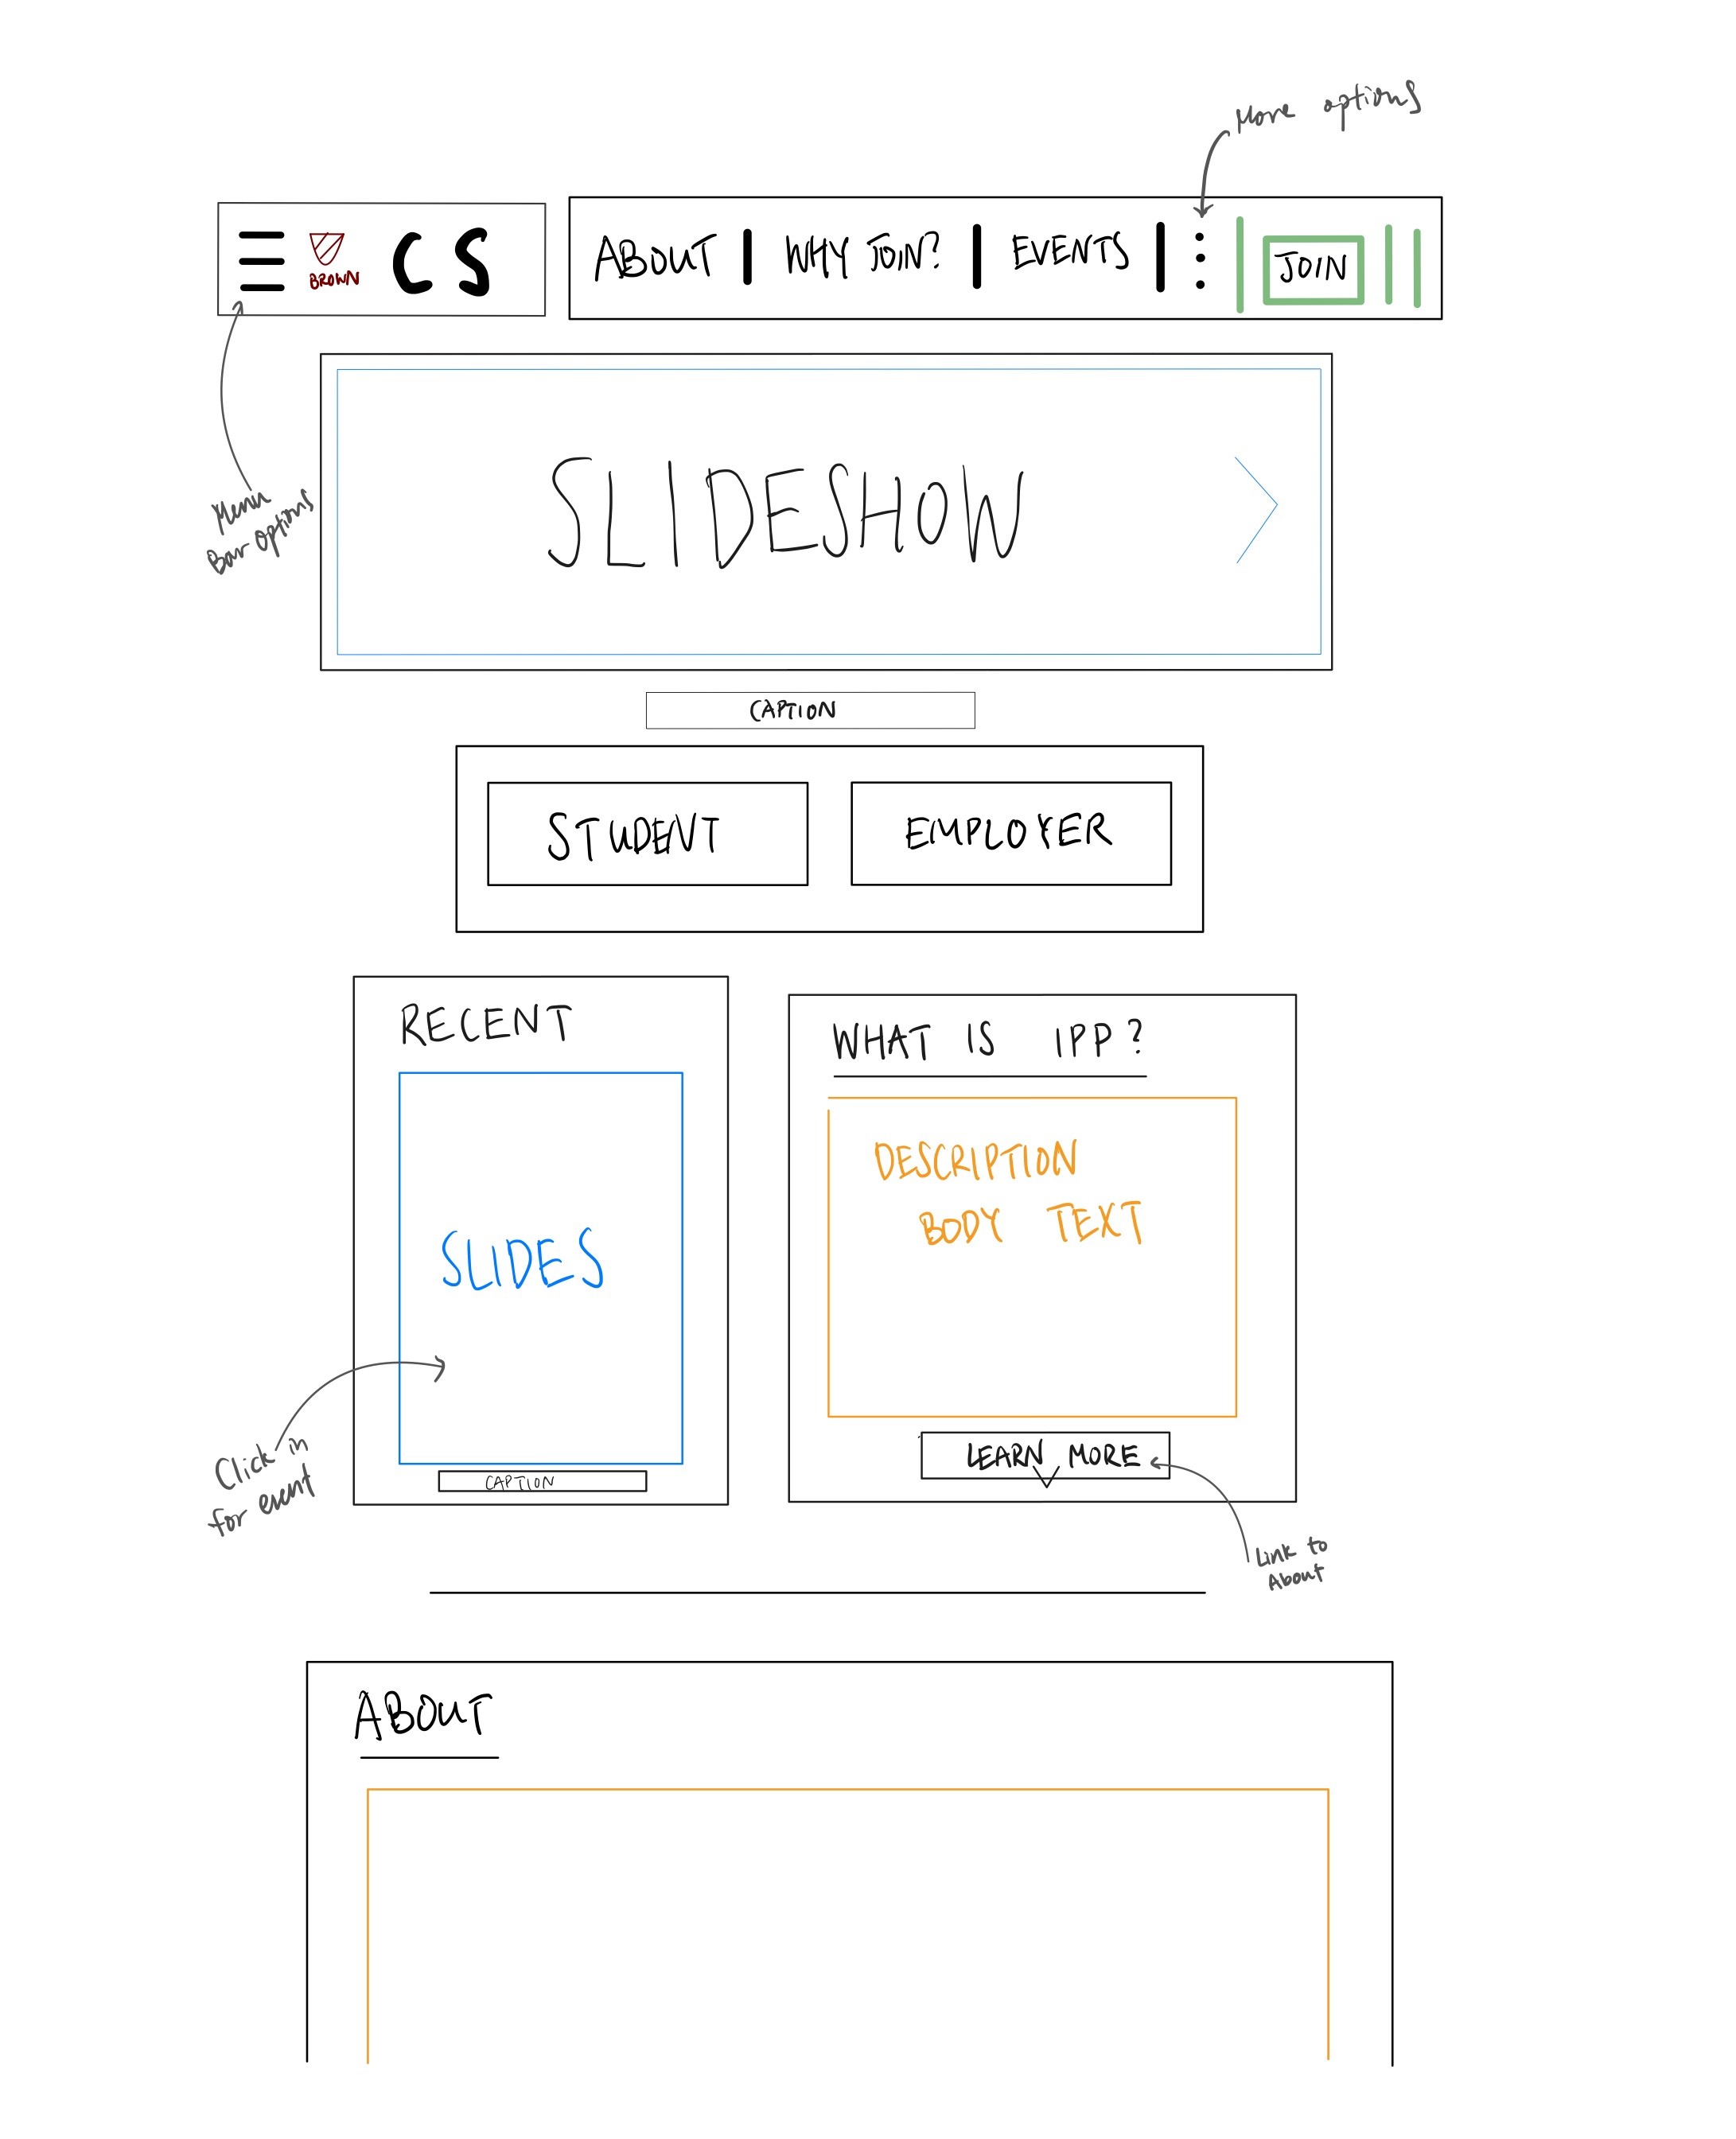 More options
BROWN
CS
ABOUT
WHY JOIN?
EVENTS
JOIN
SLIDESHOW
Menu
Bar options
CAPTION
STUDENT
EMPLOYER
RECENT
SLIDES
CAPTION
Click in
for event
WHAT IS IPP?
DESCRIPTION
BODY TEXT
LEARN MORE
Link to
About
ABOUT